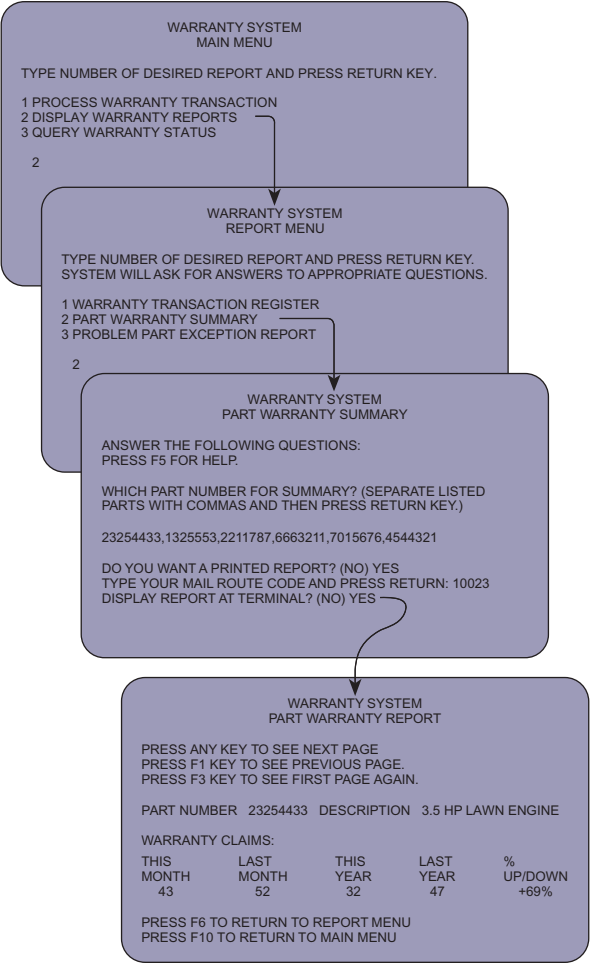 WARRANTY SYSTEM
MAIN MENU
TYPE NUMBER OF DESIRED REPORT AND PRESS RETURN KEY.
1 PROCESS WARRANTY TRANSACTION
2 DISPLAY WARRANTY REPORTS
3 QUERY WARRANTY STATUS
2
WARRANTY SYSTEM
REPORT MENU
TYPE NUMBER OF DESIRED REPORT AND PRESS RETURN KEY.
SYSTEM WILL ASK FOR ANSWERS TO APPROPRIATE QUESTIONS.
1 WARRANTY TRANSACTION REGISTER
2 PART WARRANTY SUMMARY
3 PROBLEM PART EXCEPTION REPORT
2
WARRANTY SYSTEM
PART WARRANTY SUMMARY
ANSWER THE FOLLOWING QUESTIONS:
PRESS F5 FOR HELP.
WHICH PART NUMBER FOR SUMMARY? (SEPARATE LISTED
PARTS WITH COMMAS AND THEN PRESS RETURN KEY.)
23254433,1325553,2211787,6663211,7015676,4544321
DO YOU WANT A PRINTED REPORT? (NO) YES
TYPE YOUR MAIL ROUTE CODE AND PRESS RETURN: 10023
DISPLAY REPORT AT TERMINAL? (NO) YES
WARRANTY SYSTEM
PART WARRANTY REPORT
PRESS ANY KEY TO SEE NEXT PAGE
PRESS F1 KEY TO SEE PREVIOUS PAGE.
PRESS F3 KEY TO SEE FIRST PAGE AGAIN.
PART NUMBER 23254433 DESCRIPTION 3.5 HP LAWN ENGINE
WARRANTY CLAIMS:
THIS LAST THIS LAST %
MONTH MONTH YEAR YEAR UP/DOWN
43 52 32 47 +69%
PRESS F6 TO RETURN TO REPORT MENU
PRESS F10 TO RETURN TO MAIN MENU